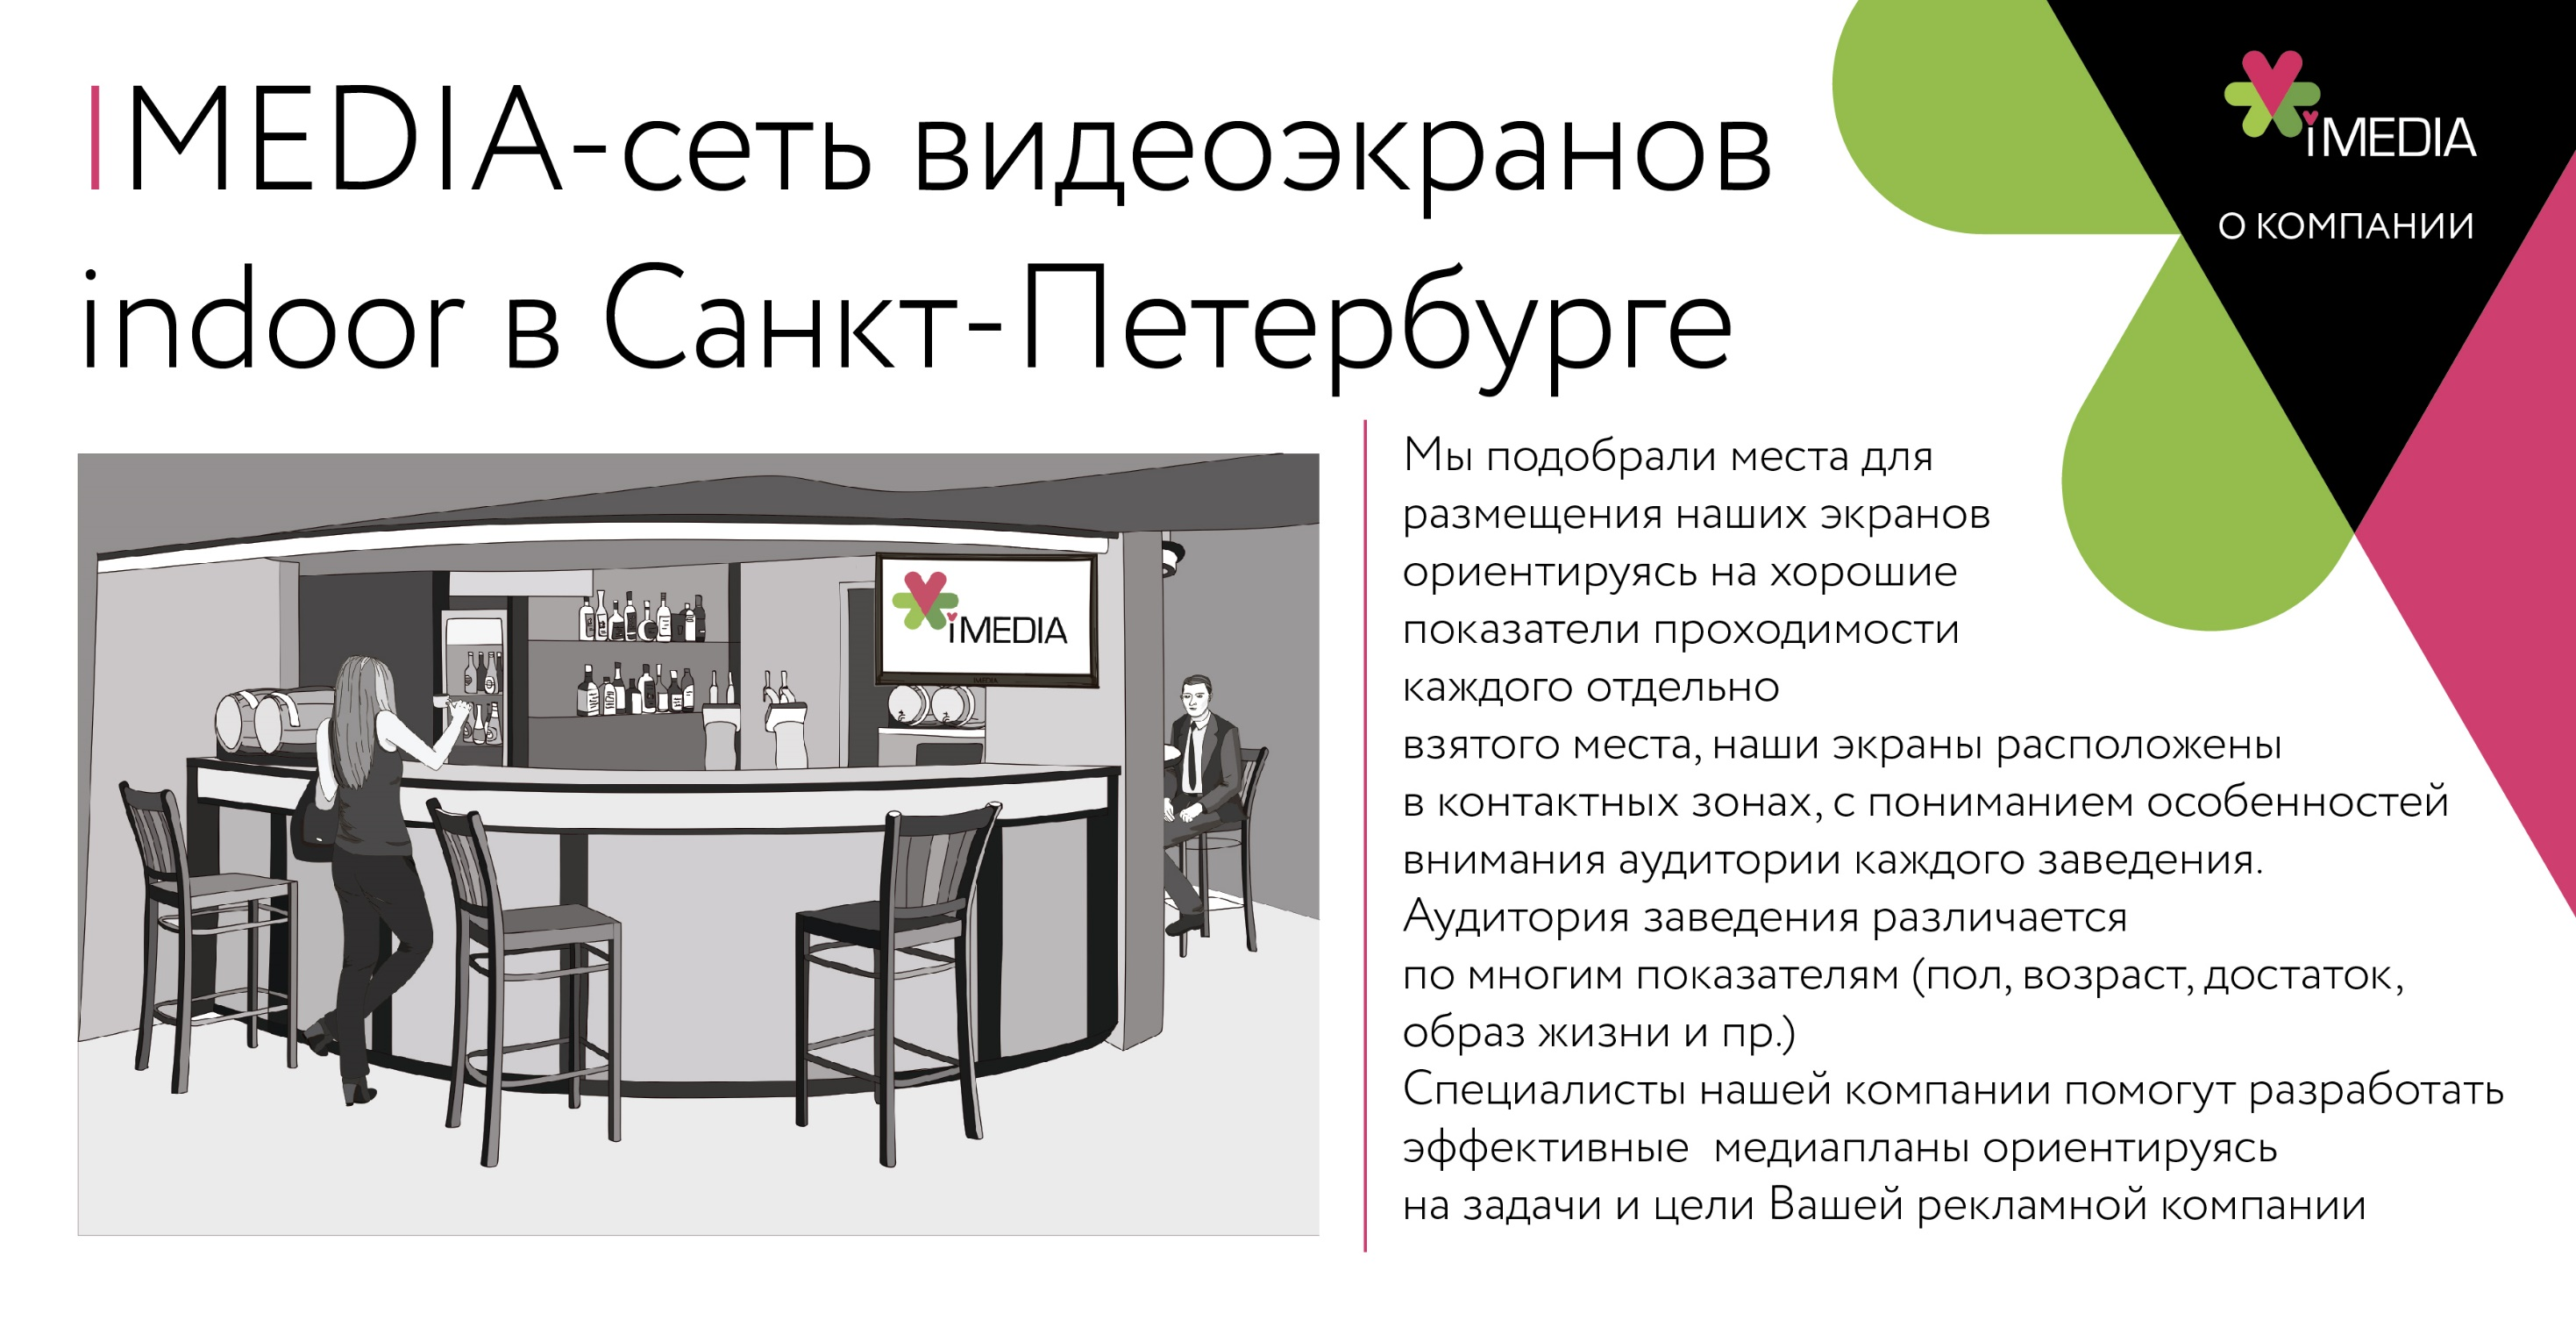 IMEDIA-сеть видеоэкранов
indoor в Санкт-Петербурге
iMEDIA
О КОМПАНИИ
iMEDIA
IMEDIA
Мы подобрали места для
размещения наших экранов
ориентируясь на хорошие
показатели проходимости
каждого отдельно
взятого места, наши экраны расположены
в контактных зонах, с пониманием особенностей
внимания аудитории каждого заведения.
Аудитория заведения различается
по многим показателям (пол, возраст, достаток,
образ жизни и пр.)
Специалисты нашей компании помогут разработать
эффективные  медиапланы ориентируясь
на задачи и цели Вашей рекламной компании